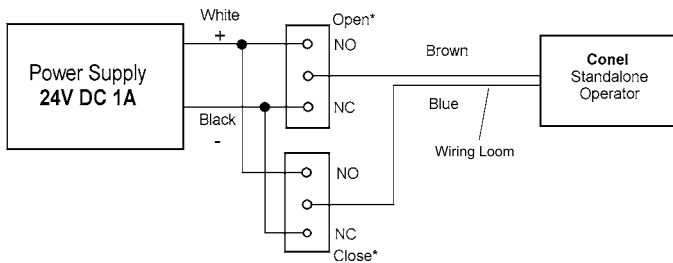 White
+
Open*
Power Supply
24V DC 1A
NO
NC
Black
-
Brown
Blue
Wiring Loom
Conel
Standalone
Operator
NO
NC
Close*